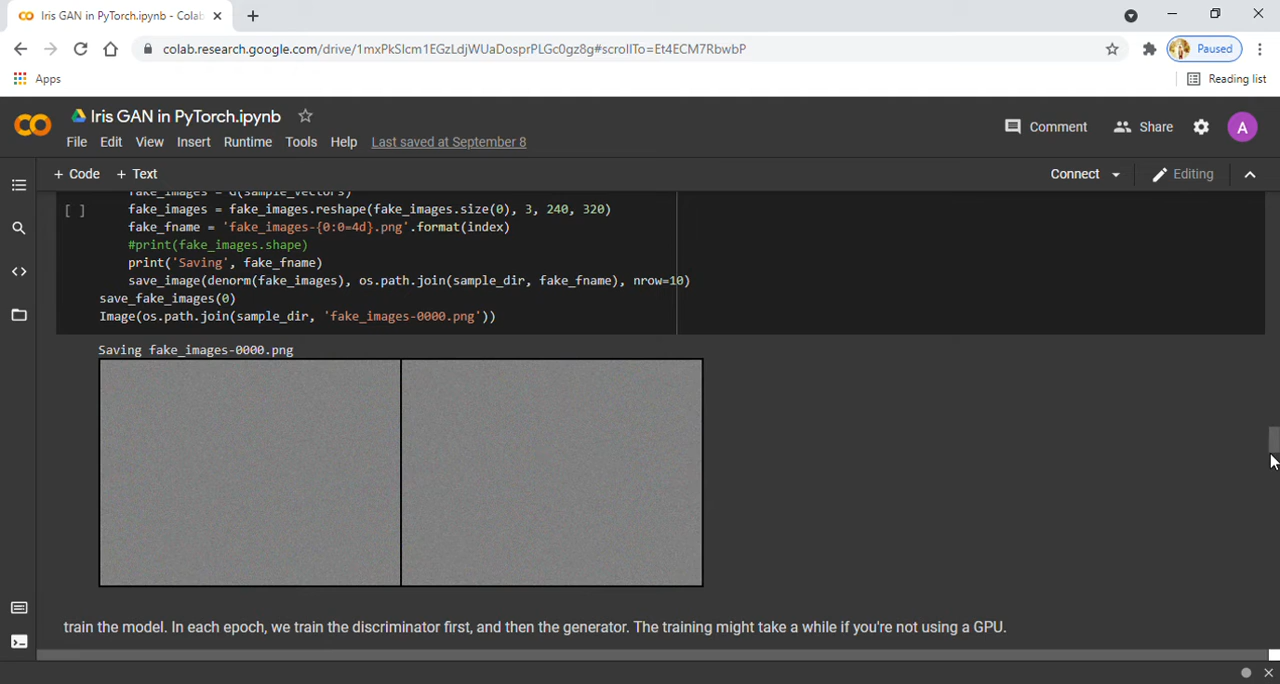 Iris GAN in PyTorch.ipynb - Colab
colab.research.google.com/drive/1mxPkSlcm1EGzLdjWUaDosprPLGc0gz8g#scrollTo=Et4ECM7RbwbP
Paused
Apps
Reading list
Iris GAN in PyTorch.ipynb
File Edit View Insert Runtime Tools Help Last saved at September 8
Comment Share A
+ Code + Text
Connect Editing
fake_images = G(sample_vectors)
[ ] fake_images = fake_images.reshape(fake_images.size(0), 3, 240, 320)
fake_fname = 'fake_images-{0:0=4d}.png'.format(index)
#print(fake_images.shape)
print('Saving', fake_fname)
save_image(denorm(fake_images), os.path.join(sample_dir, fake_fname), nrow=10)
save_fake_images(0)
Image(os.path.join(sample_dir, 'fake_images-0000.png'))
Saving fake_images-0000.png
train the model. In each epoch, we train the discriminator first, and then the generator. The training might take a while if you're not using a GPU.